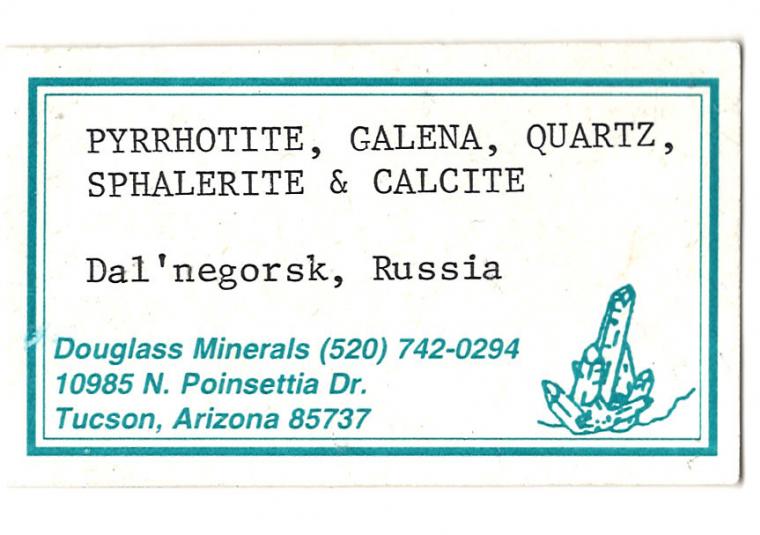 PYRRHOTITE, GALENA, QUARTZ,
SPHALERITE & CALCITE
Dal'negorsk, Russia
Douglass Minerals (520) 742-0294
10985 N. Poinsettia Dr.
Tucson, Arizona 85737